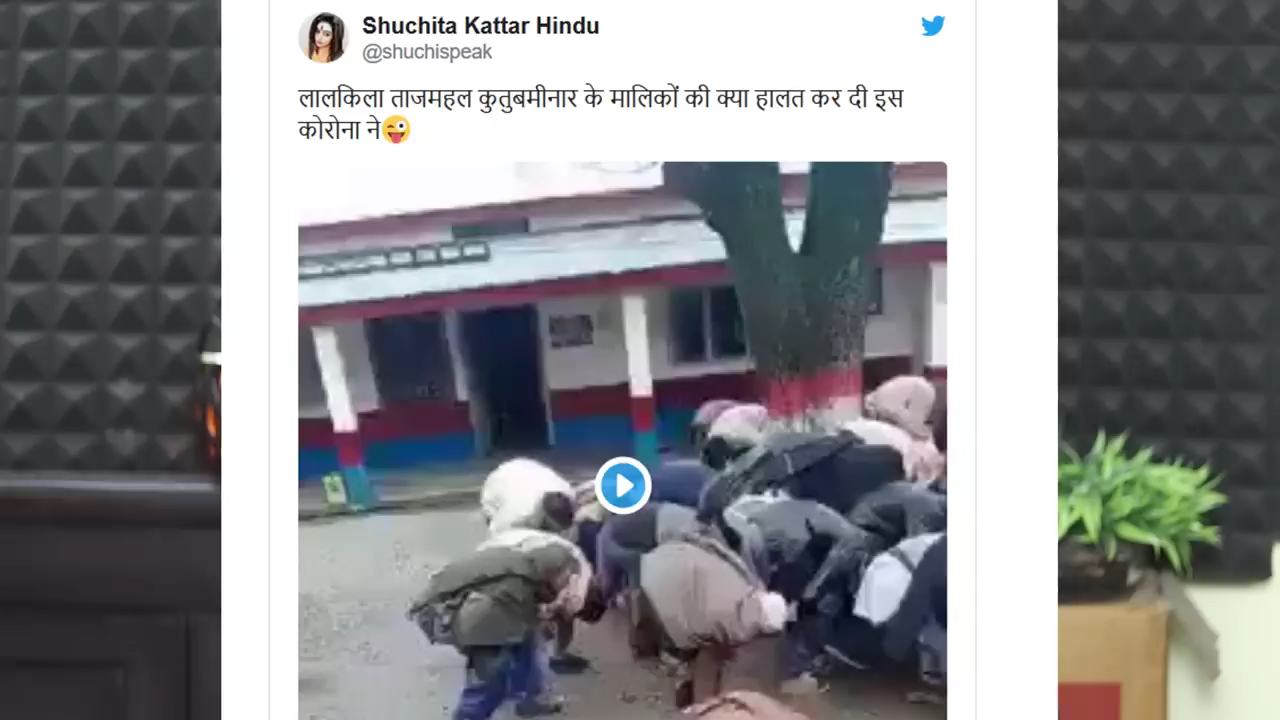 Shuchita Kattar Hindu
@shuchispeak
लालकिला ताजमहल कुतुबमीनार के मालिकों की क्या हालत कर दी इस
कोरोना ने😜